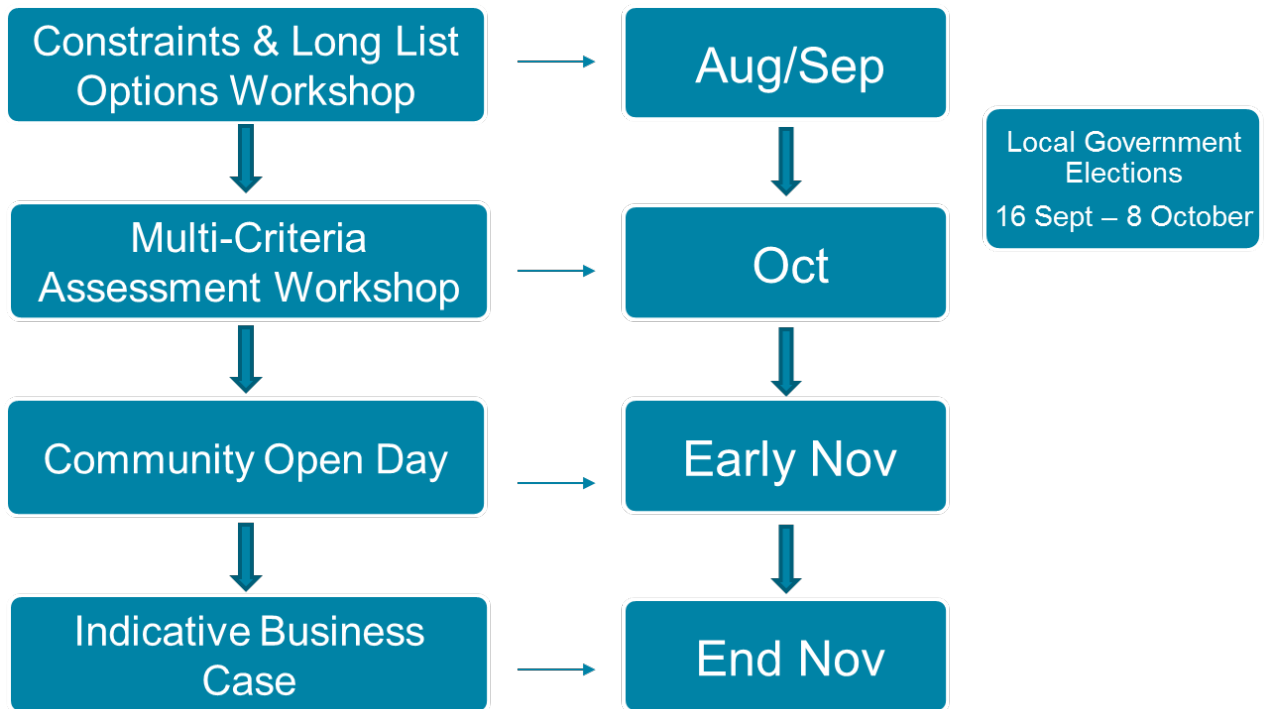 Constraints & Long List
Options Workshop
Aug/Sep
Local Government
Elections
16 Sept – 8 October
Multi-Criteria
Assessment Workshop
Oct
Community Open Day
Early Nov
Indicative Business
Case
End Nov